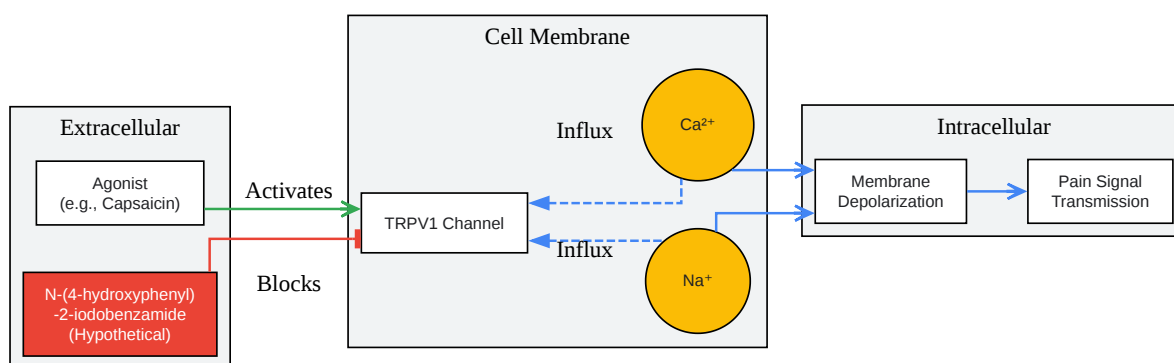 Extracellular
Agonist
(e.g., Capsaicin)
N-(4-hydroxyphenyl)
-2-iodobenzamide
(Hypothetical)
Activates
Blocks
Cell Membrane
TRPV1 Channel
Influx
Ca²⁺
Influx
Na⁺
Intracellular
Membrane
Depolarization
Pain Signal
Transmission